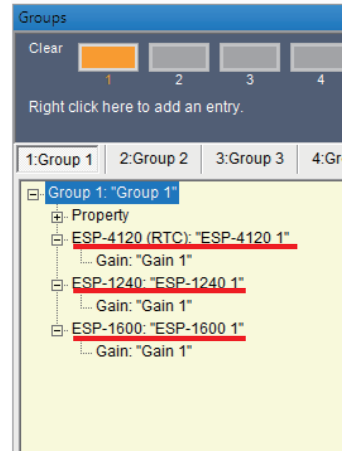 Groups
Clear
1 2 3 4
Right click here to add an entry.
1:Group 1 2:Group 2 3:Group 3 4:Gr
Group 1: "Group 1"
Property
ESP-4120 (RTC): "ESP-4120 1"
Gain: "Gain 1"
ESP-1240: "ESP-1240 1"
Gain: "Gain 1"
ESP-1600: "ESP-1600 1"
Gain: "Gain 1"